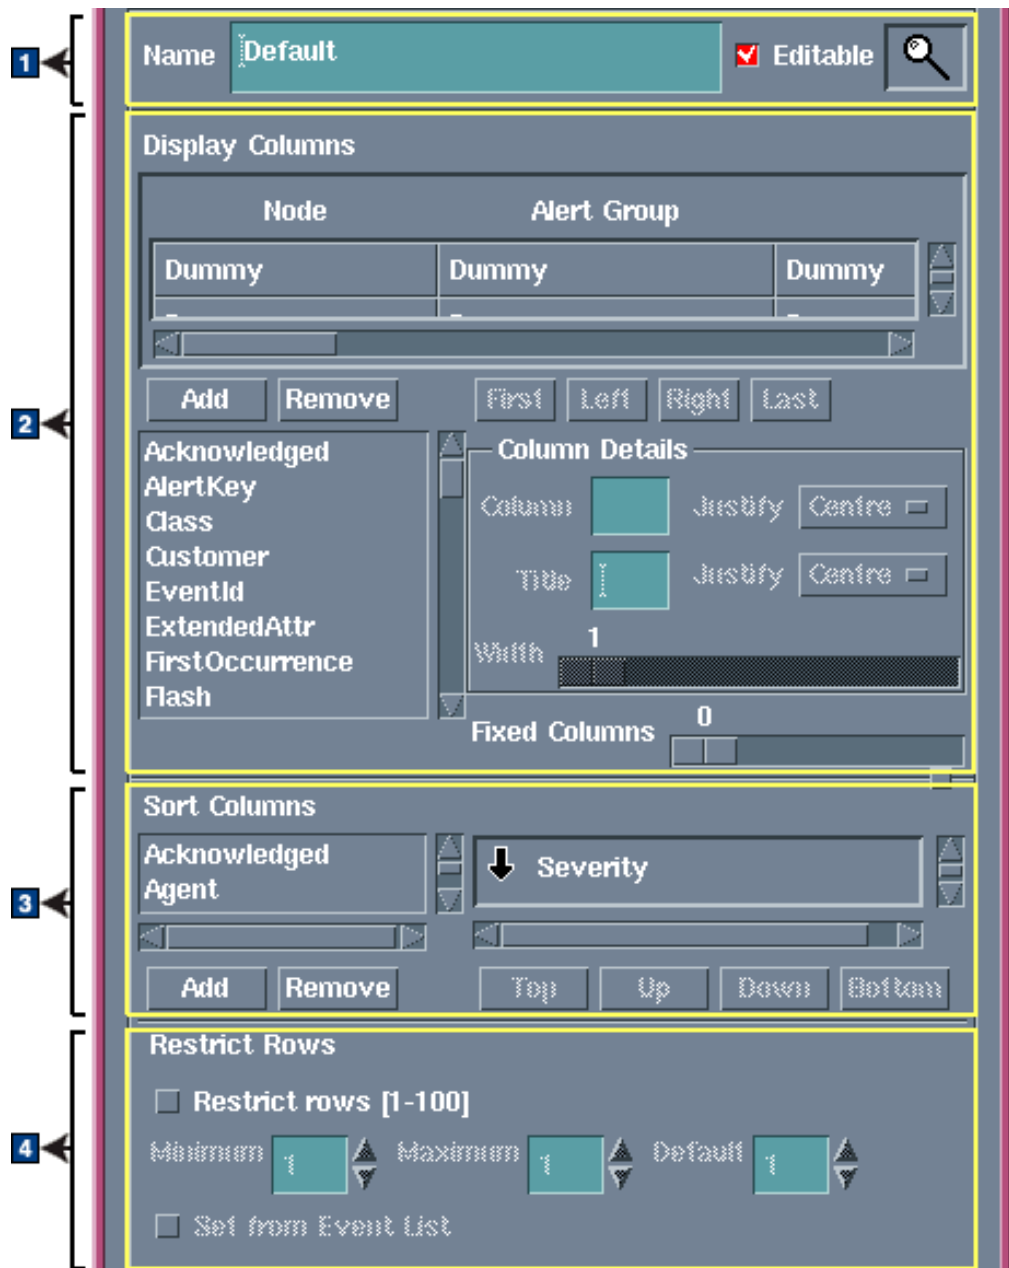 1
Name Default Editable
2
Display Columns
Node Alert Group
Dummy Dummy Dummy
Add Remove First Left Right Last
Acknowledged
AlertKey
Class
Customer
EventId
ExtendedAttr
FirstOccurrence
Flash
Column Details
Column Justify Centre
Title Justify Centre
Width 1
Fixed Columns 0
3
Sort Columns
Acknowledged
Agent
Severity
Add Remove Top Up Down Bottom
4
Restrict Rows
Restrict rows [1-100]
Minimum 1 Maximum 1 Default 1
Set from Event List